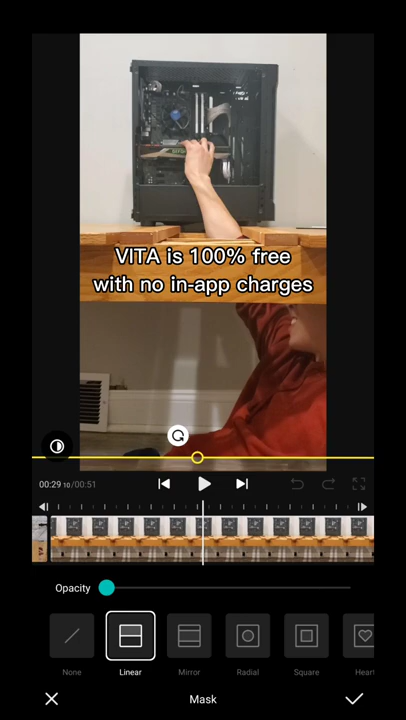 VITA is 100% free
with no in-app charges
00:29 10/00:51
Opacity
None
Linear
Mirror
Radial
Square
Heart
Mask